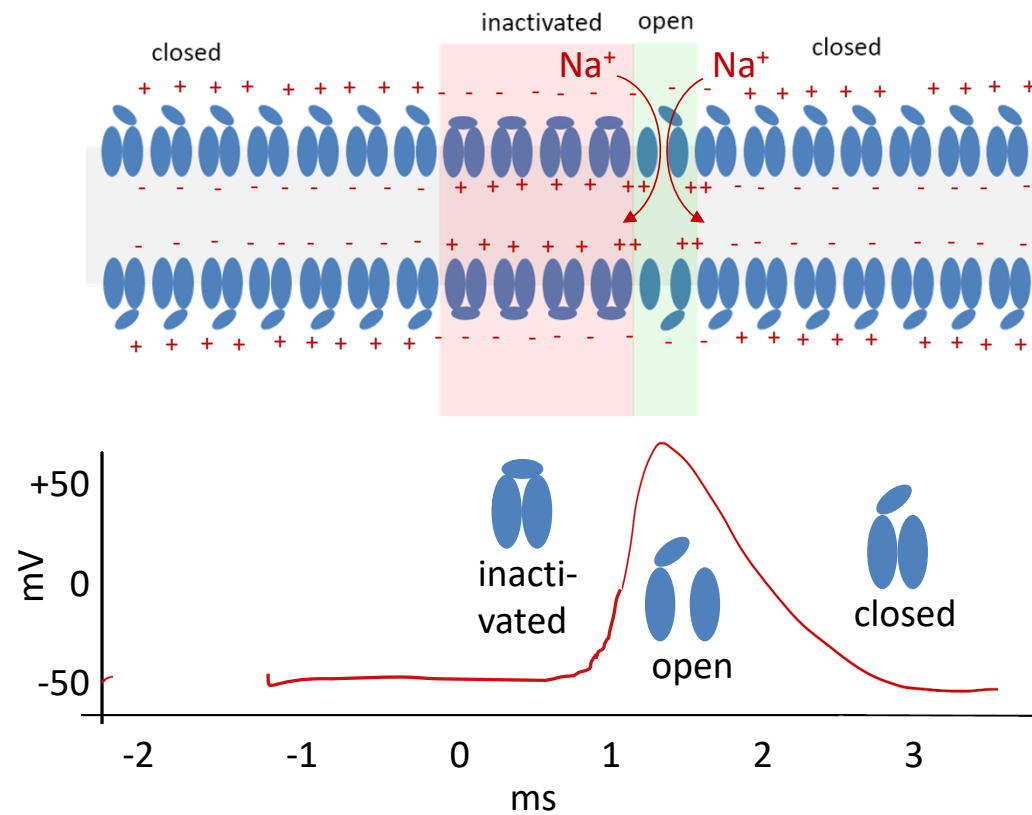 inactivated
open
closed
closed
Na⁺
Na⁺
+50
0
-50
mV
inacti-
vated
open
closed
-2
-1
0
1
2
3
ms